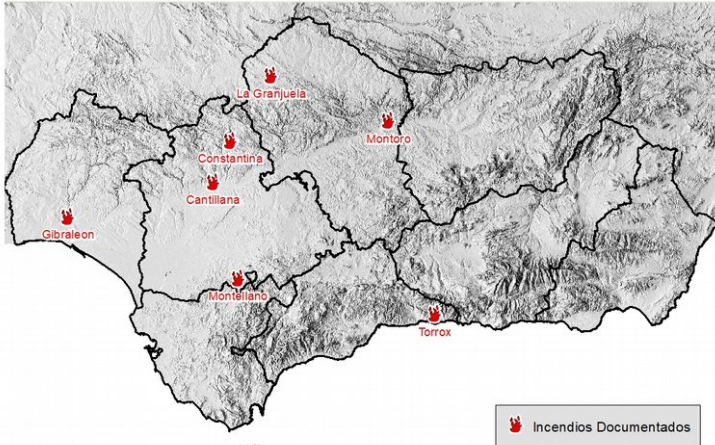 La Granjuela
Montoro
Constantina
Cantillana
Gibraleon
Montellano
Torrox
Incendios Documentados